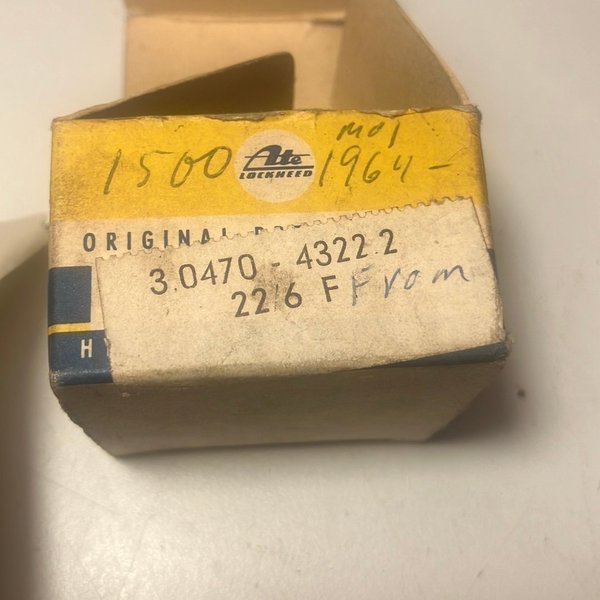 mai
1500 Ate 1964-
LOCKHEED
ORIGINAL
3.0470 - 4322.2
22/6 F From
H